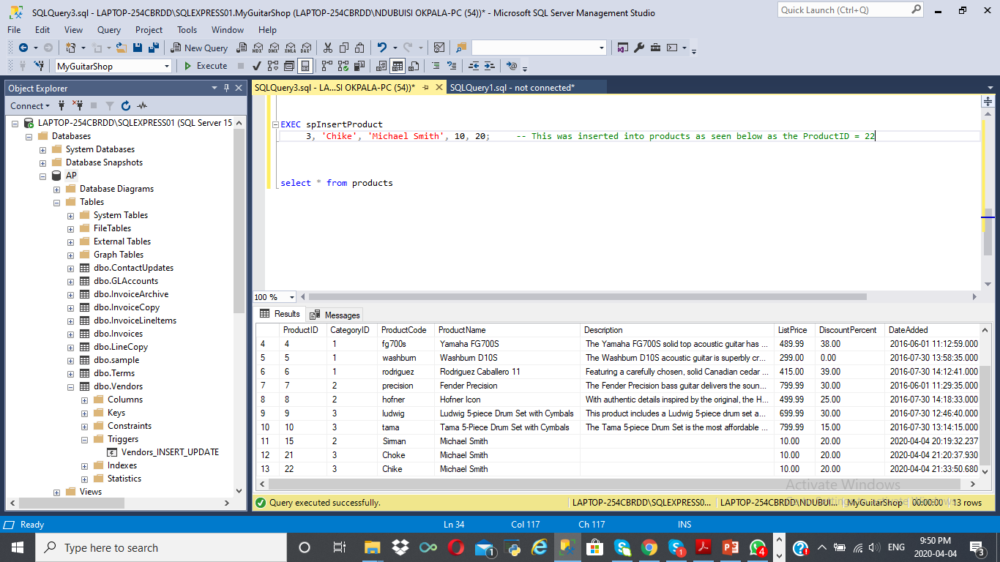 SQLQuery3.sql - LAPTOP-254CBRDD\SQLEXPRESS01.MyGuitarShop (LAPTOP-254CBRDD\NDUBUISI OKPALA-PC (54))* - Microsoft SQL Server Management Studio
Quick Launch (Ctrl+Q)
File Edit View Query Project Tools Window Help
New Query MDX DMX XMLA DAX
MyGuitarShop Execute
Object Explorer
SQLQuery3.sql - LA...SI OKPALA-PC (54))* SQLQuery1.sql - not connected*
Connect
LAPTOP-254CBRDD\SQLEXPRESS01 (SQL Server 15
Databases
System Databases
Database Snapshots
AP
Database Diagrams
Tables
System Tables
FileTables
External Tables
Graph Tables
dbo.ContactUpdates
dbo.GLAccounts
dbo.InvoiceArchive
dbo.InvoiceCopy
dbo.InvoiceLineItems
dbo.Invoices
dbo.LineCopy
dbo.sample
dbo.Terms
dbo.Vendors
Columns
Keys
Constraints
Triggers
Vendors_INSERT_UPDATE
Indexes
Statistics
Views
EXEC spInsertProduct
3, 'Chike', 'Michael Smith', 10, 20; -- This was inserted into products as seen below as the ProductID = 22
select * from products
100 %
Results Messages
ProductID CategoryID ProductCode ProductName Description ListPrice DiscountPercent DateAdded
4 4 1 fg700s Yamaha FG700S The Yamaha FG700S solid top acoustic guitar has ... 489.99 38.00 2016-06-01 11:12:59.000
5 5 1 washburn Washburn D10S The Washburn D10S acoustic guitar is superbly cr... 299.00 0.00 2016-07-30 13:58:35.000
6 6 1 rodriguez Rodriguez Caballero 11 Featuring a carefully chosen, solid Canadian cedar ... 415.00 39.00 2016-07-30 14:12:41.000
7 7 2 precision Fender Precision The Fender Precision bass guitar delivers the soun... 799.99 30.00 2016-06-01 11:29:35.000
8 8 2 hofner Hofner Icon With authentic details inspired by the original, the H... 499.99 25.00 2016-07-30 14:18:33.000
9 9 3 ludwig Ludwig 5-piece Drum Set with Cymbals This product includes a Ludwig 5-piece drum set a... 699.99 30.00 2016-07-30 12:46:40.000
10 10 3 tama Tama 5-Piece Drum Set with Cymbals The Tama 5-piece Drum Set is the most affordable ... 799.99 15.00 2016-07-30 13:14:15.000
11 15 2 Sirman Michael Smith 10.00 20.00 2020-04-04 20:19:32.237
12 21 3 Choke Michael Smith 10.00 20.00 2020-04-04 21:20:37.930
13 22 3 Chike Michael Smith 10.00 20.00 2020-04-04 21:33:50.680
Activate Windows
Query executed successfully. LAPTOP-254CBRDD\SQLEXPRESS0... LAPTOP-254CBRDD\NDUBUI... MyGuitarShop 00:00:00 13 rows
Ready Ln 34 Col 117 Ch 117 INS
Type here to search 1 1 4 ENG 9:50 PM
2020-04-04 3